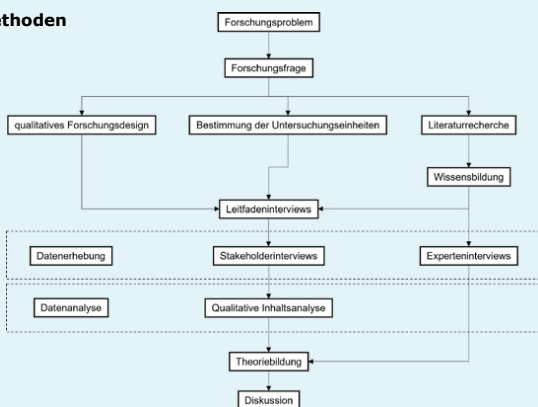 ethoden
Forschungsproblem
Forschungsfrage
qualitatives Forschungsdesign
Bestimmung der Untersuchungseinheiten
Literaturrecherche
Wissensbildung
Leitfadeninterviews
Datenerhebung
Stakeholderinterviews
Experteninterviews
Datenanalyse
Qualitative Inhaltsanalyse
Theoriebildung
Diskussion